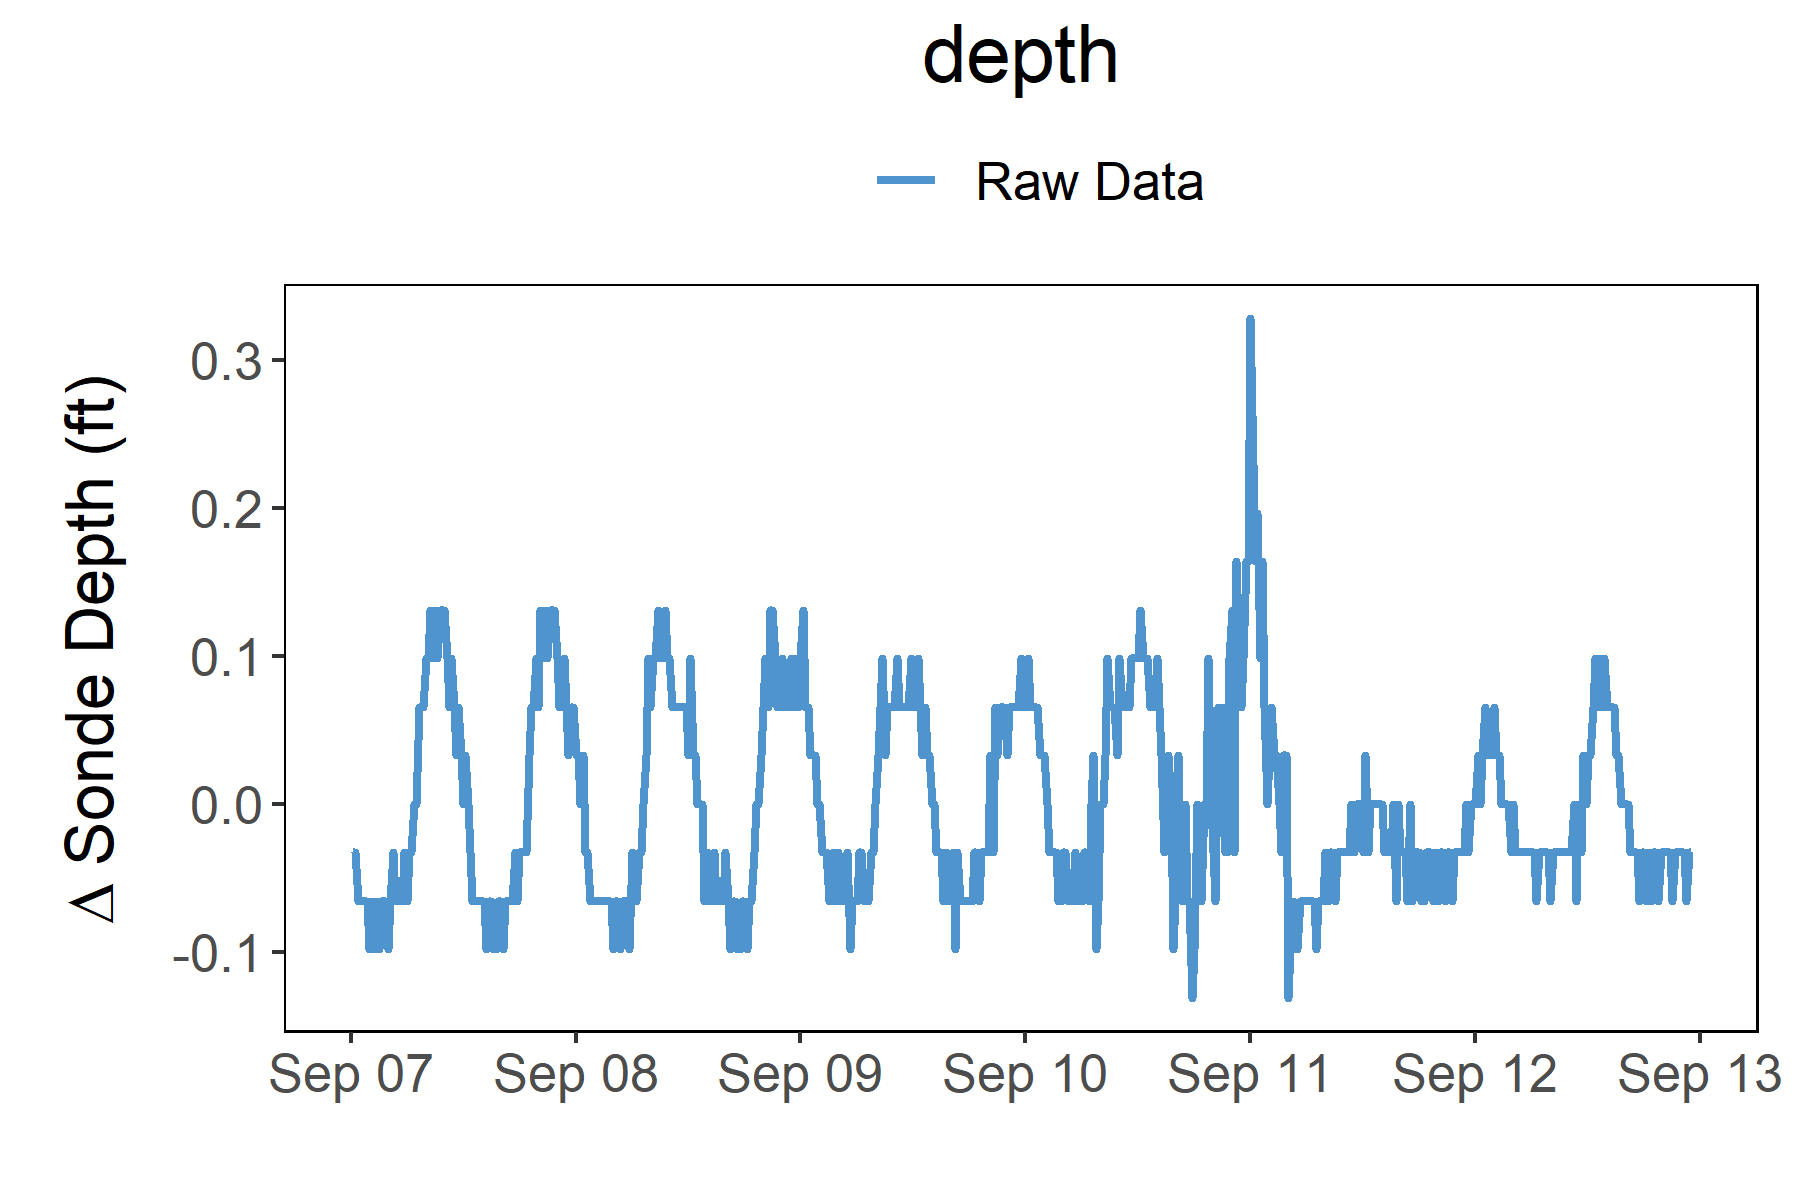 depth
Raw Data
Δ Sonde Depth (ft)
0.3
0.2
0.1
0.0
-0.1
Sep 07 Sep 08 Sep 09 Sep 10 Sep 11 Sep 12 Sep 13